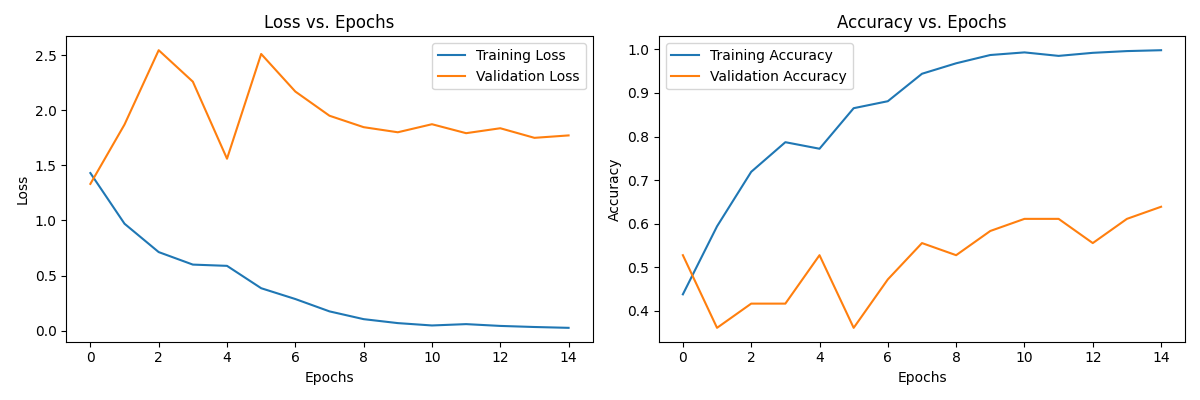 Loss vs. Epochs
Training Loss
Validation Loss
2.5
2.0
1.5
1.0
0.5
0.0
Loss
0 2 4 6 8 10 12 14
Epochs
Accuracy vs. Epochs
Training Accuracy
Validation Accuracy
1.0
0.9
0.8
0.7
0.6
0.5
0.4
Accuracy
0 2 4 6 8 10 12 14
Epochs